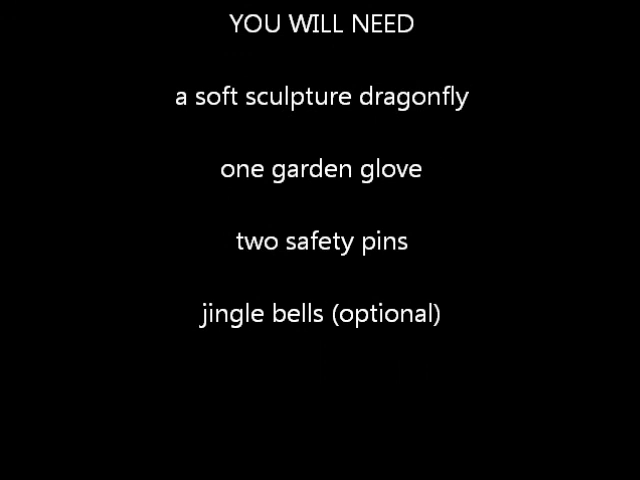 YOU WILL NEED
a soft sculpture dragonfly
one garden glove
two safety pins
jingle bells (optional)